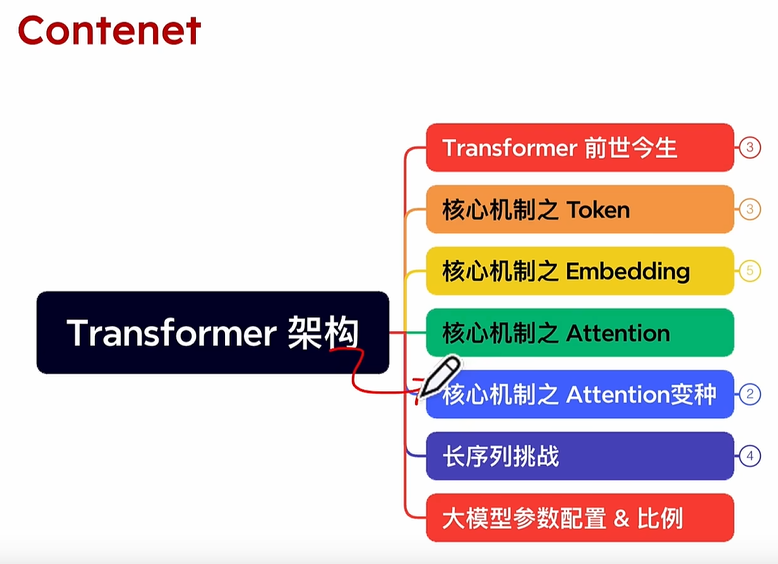 Contenet
Transformer 架构
Transformer 前世今生
3
核心机制之 Token
3
核心机制之 Embedding
5
核心机制之 Attention
核心机制之 Attention变种
2
长序列挑战
4
大模型参数配置 & 比例